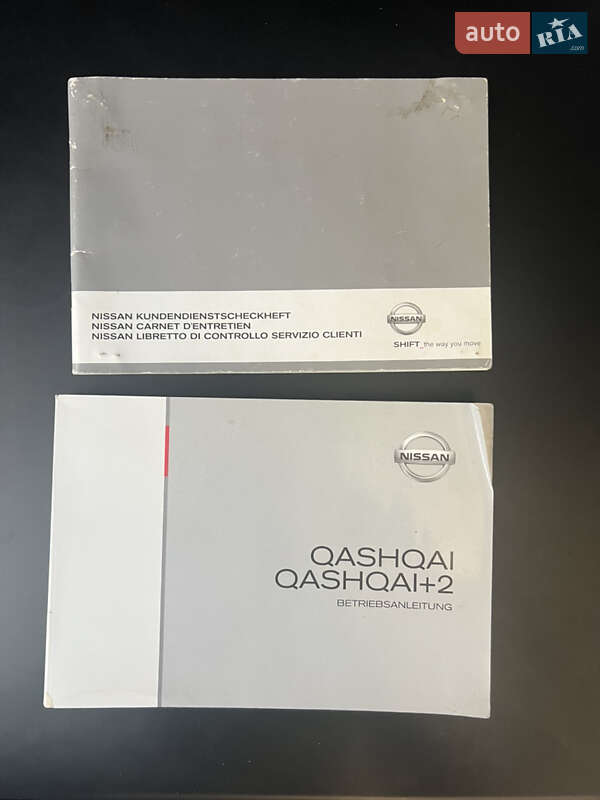 auto RIA.com
NISSAN KUNDENDIENSTSCHECKHEFT
NISSAN CARNET D'ENTRETIEN
NISSAN LIBRETTO DI CONTROLLO SERVIZIO CLIENTI
NISSAN
SHIFT_the way you move
NISSAN
QASHQAI
QASHQAI+2
BETRIEBSANLEITUNG